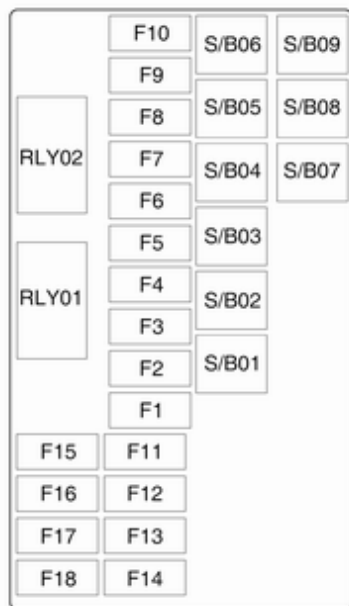 F10 S/B06 S/B09
F9
F8 S/B05 S/B08
RLY02 F7 S/B04 S/B07
F6
F5 S/B03
RLY01 F4
F3 S/B02
F2 S/B01
F1
F15 F11
F16 F12
F17 F13
F18 F14